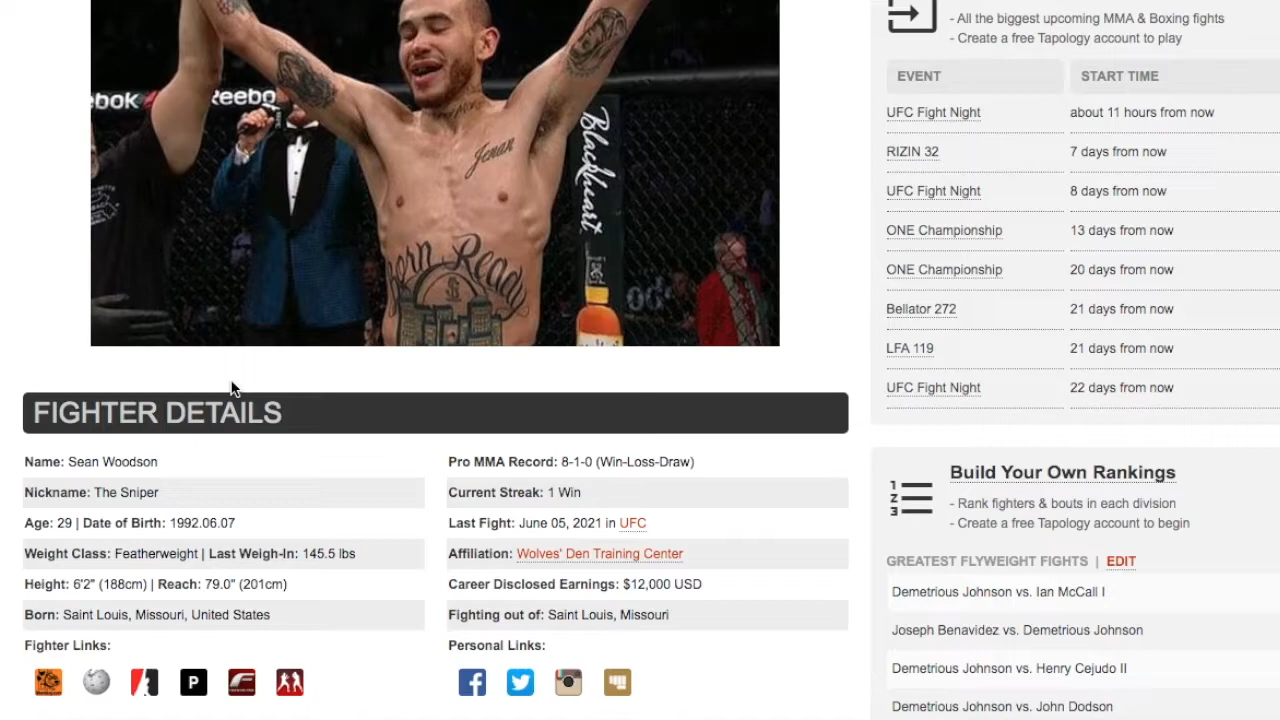 ebok
Reebo
Jenan
Blackheart
Born Ready
FIGHTER DETAILS
Name: Sean Woodson
Nickname: The Sniper
Age: 29 | Date of Birth: 1992.06.07
Weight Class: Featherweight | Last Weigh-In: 145.5 lbs
Height: 6'2" (188cm) | Reach: 79.0" (201cm)
Born: Saint Louis, Missouri, United States
Fighter Links:
P
Pro MMA Record: 8-1-0 (Win-Loss-Draw)
Current Streak: 1 Win
Last Fight: June 05, 2021 in UFC
Affiliation: Wolves' Den Training Center
Career Disclosed Earnings: $12,000 USD
Fighting out of: Saint Louis, Missouri
Personal Links:
- All the biggest upcoming MMA & Boxing fights
- Create a free Tapology account to play
EVENT START TIME
UFC Fight Night about 11 hours from now
RIZIN 32 7 days from now
UFC Fight Night 8 days from now
ONE Championship 13 days from now
ONE Championship 20 days from now
Bellator 272 21 days from now
LFA 119 21 days from now
UFC Fight Night 22 days from now
1
2
3
Build Your Own Rankings
- Rank fighters & bouts in each division
- Create a free Tapology account to begin
GREATEST FLYWEIGHT FIGHTS | EDIT
Demetrious Johnson vs. Ian McCall I
Joseph Benavidez vs. Demetrious Johnson
Demetrious Johnson vs. Henry Cejudo II
Demetrious Johnson vs. John Dodson